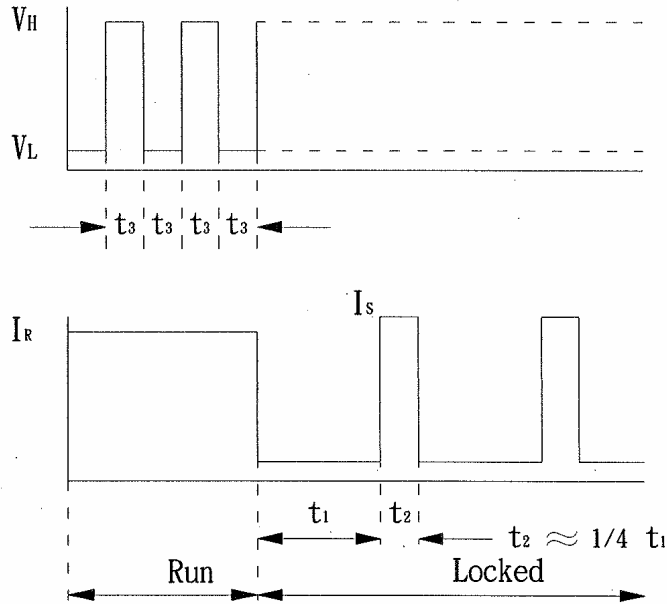 VH
VL
t3 t3 t3 t3
IS
IR
t1 t2
t2 ≈ 1/4 t1
Run Locked